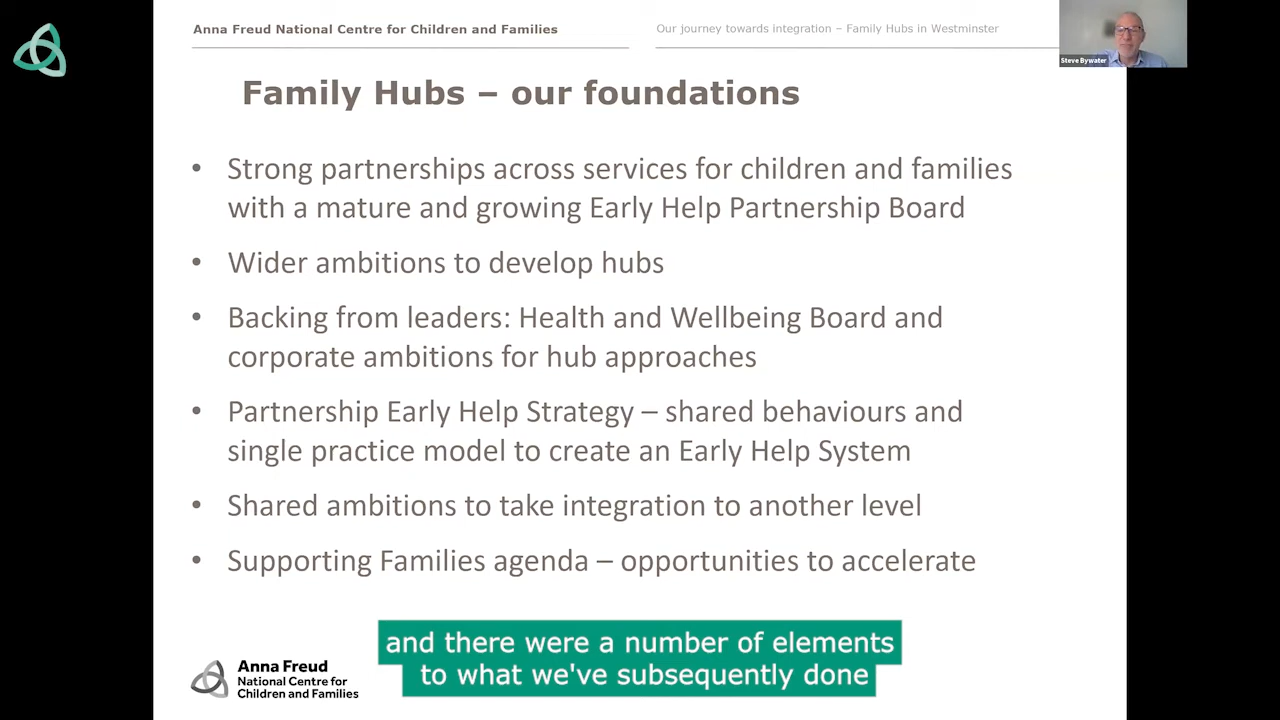 Anna Freud National Centre for Children and Families
Our journey towards integration – Family Hubs in Westminster
Steve Bywater
Family Hubs – our foundations
• Strong partnerships across services for children and families
with a mature and growing Early Help Partnership Board
• Wider ambitions to develop hubs
• Backing from leaders: Health and Wellbeing Board and
corporate ambitions for hub approaches
• Partnership Early Help Strategy – shared behaviours and
single practice model to create an Early Help System
• Shared ambitions to take integration to another level
• Supporting Families agenda – opportunities to accelerate
and there were a number of elements
to what we've subsequently done
Anna Freud
National Centre for
Children and Families